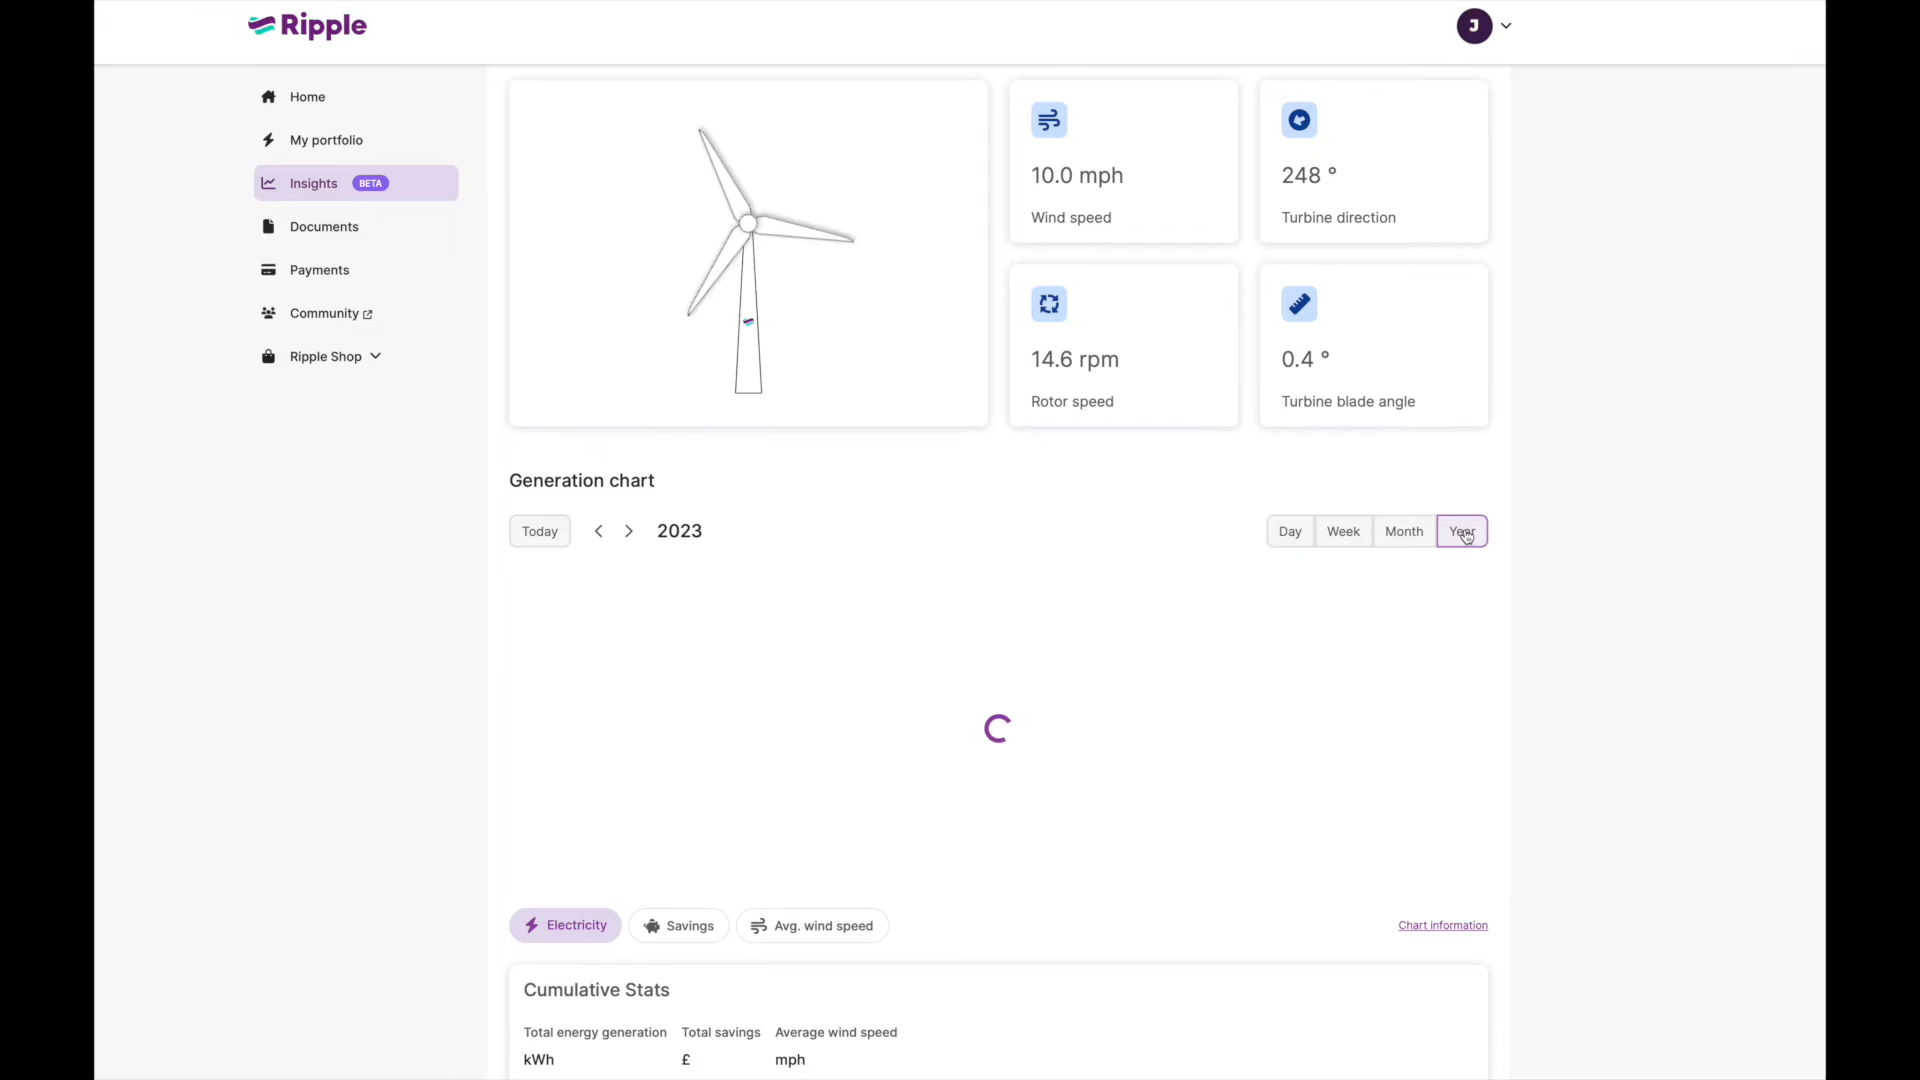 Ripple
J
Home
My portfolio
Insights BETA
Documents
Payments
Community
Ripple Shop
10.0 mph
Wind speed
248 °
Turbine direction
14.6 rpm
Rotor speed
0.4 °
Turbine blade angle
Generation chart
Today
2023
Day Week Month Year
Electricity Savings Avg. wind speed
Chart information
Cumulative Stats
Total energy generation Total savings Average wind speed
kWh £ mph